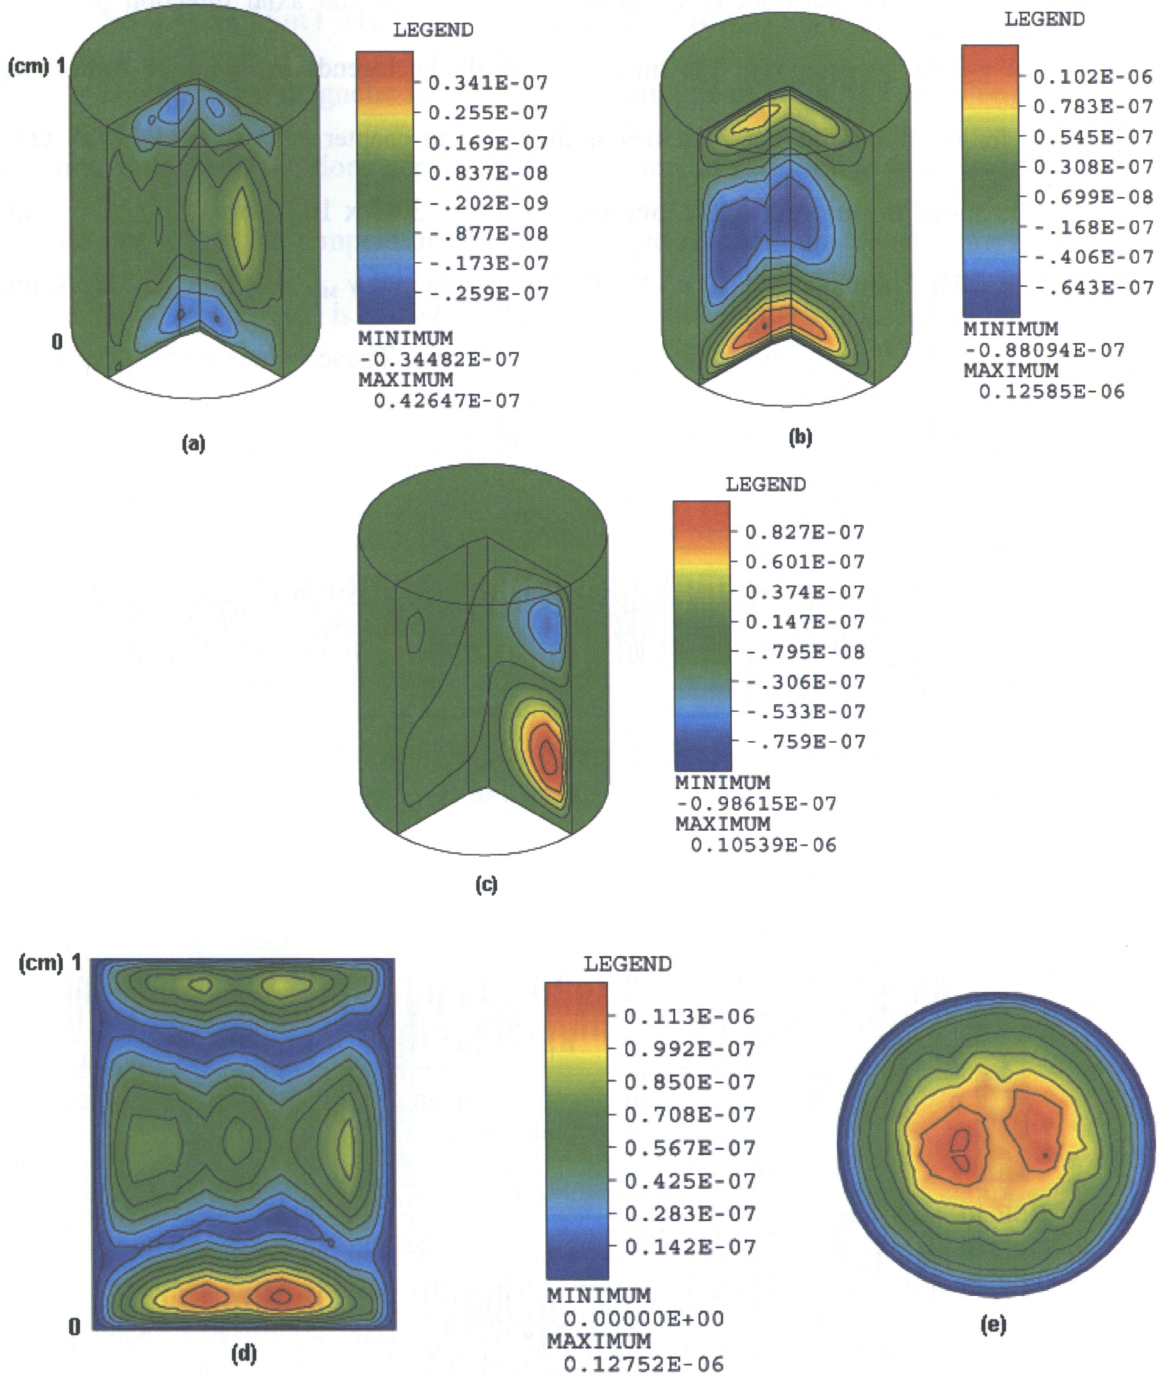 (cm) 1
0
LEGEND
0.341E-07
0.255E-07
0.169E-07
0.837E-08
-.202E-09
-.877E-08
-.173E-07
-.259E-07
MINIMUM
-0.34482E-07
MAXIMUM
0.42647E-07
(a)
LEGEND
0.102E-06
0.783E-07
0.545E-07
0.308E-07
0.699E-08
-.168E-07
-.406E-07
-.643E-07
MINIMUM
-0.88094E-07
MAXIMUM
0.12585E-06
(b)
LEGEND
0.827E-07
0.601E-07
0.374E-07
0.147E-07
-.795E-08
-.306E-07
-.533E-07
-.759E-07
MINIMUM
-0.98615E-07
MAXIMUM
0.10539E-06
(c)
(cm) 1
0
(d)
LEGEND
0.113E-06
0.992E-07
0.850E-07
0.708E-07
0.567E-07
0.425E-07
0.283E-07
0.142E-07
MINIMUM
0.00000E+00
MAXIMUM
0.12752E-06
(e)